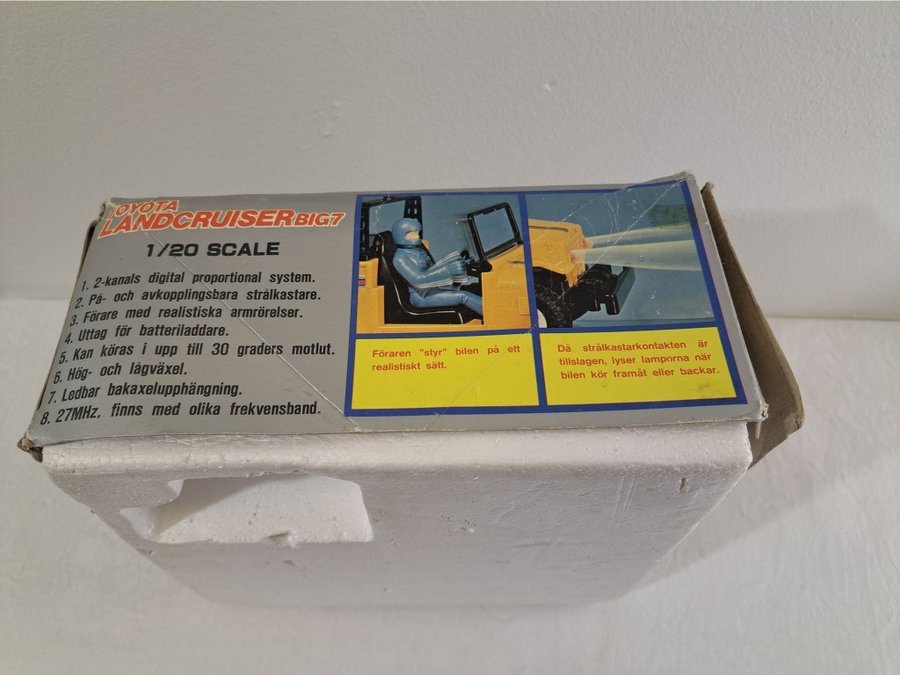 TOYOTA
LANDCRUISER BIG7
1/20 SCALE
1. 2-kanals digital proportional system.
2. På- och avkopplingsbara strålkastare.
3. Förare med realistiska armrörelser.
4. Uttag för batteriladdare.
5. Kan köras i upp till 30 graders motlut.
6. Hög- och lågväxel.
7. Ledbar bakaxelupphängning.
8. 27MHz, finns med olika frekvensband.
Föraren "styr" bilen på ett
realistiskt sätt.
Då strålkastarkontakten är
tillslagen, lyser lamporna när
bilen kör framåt eller backar.